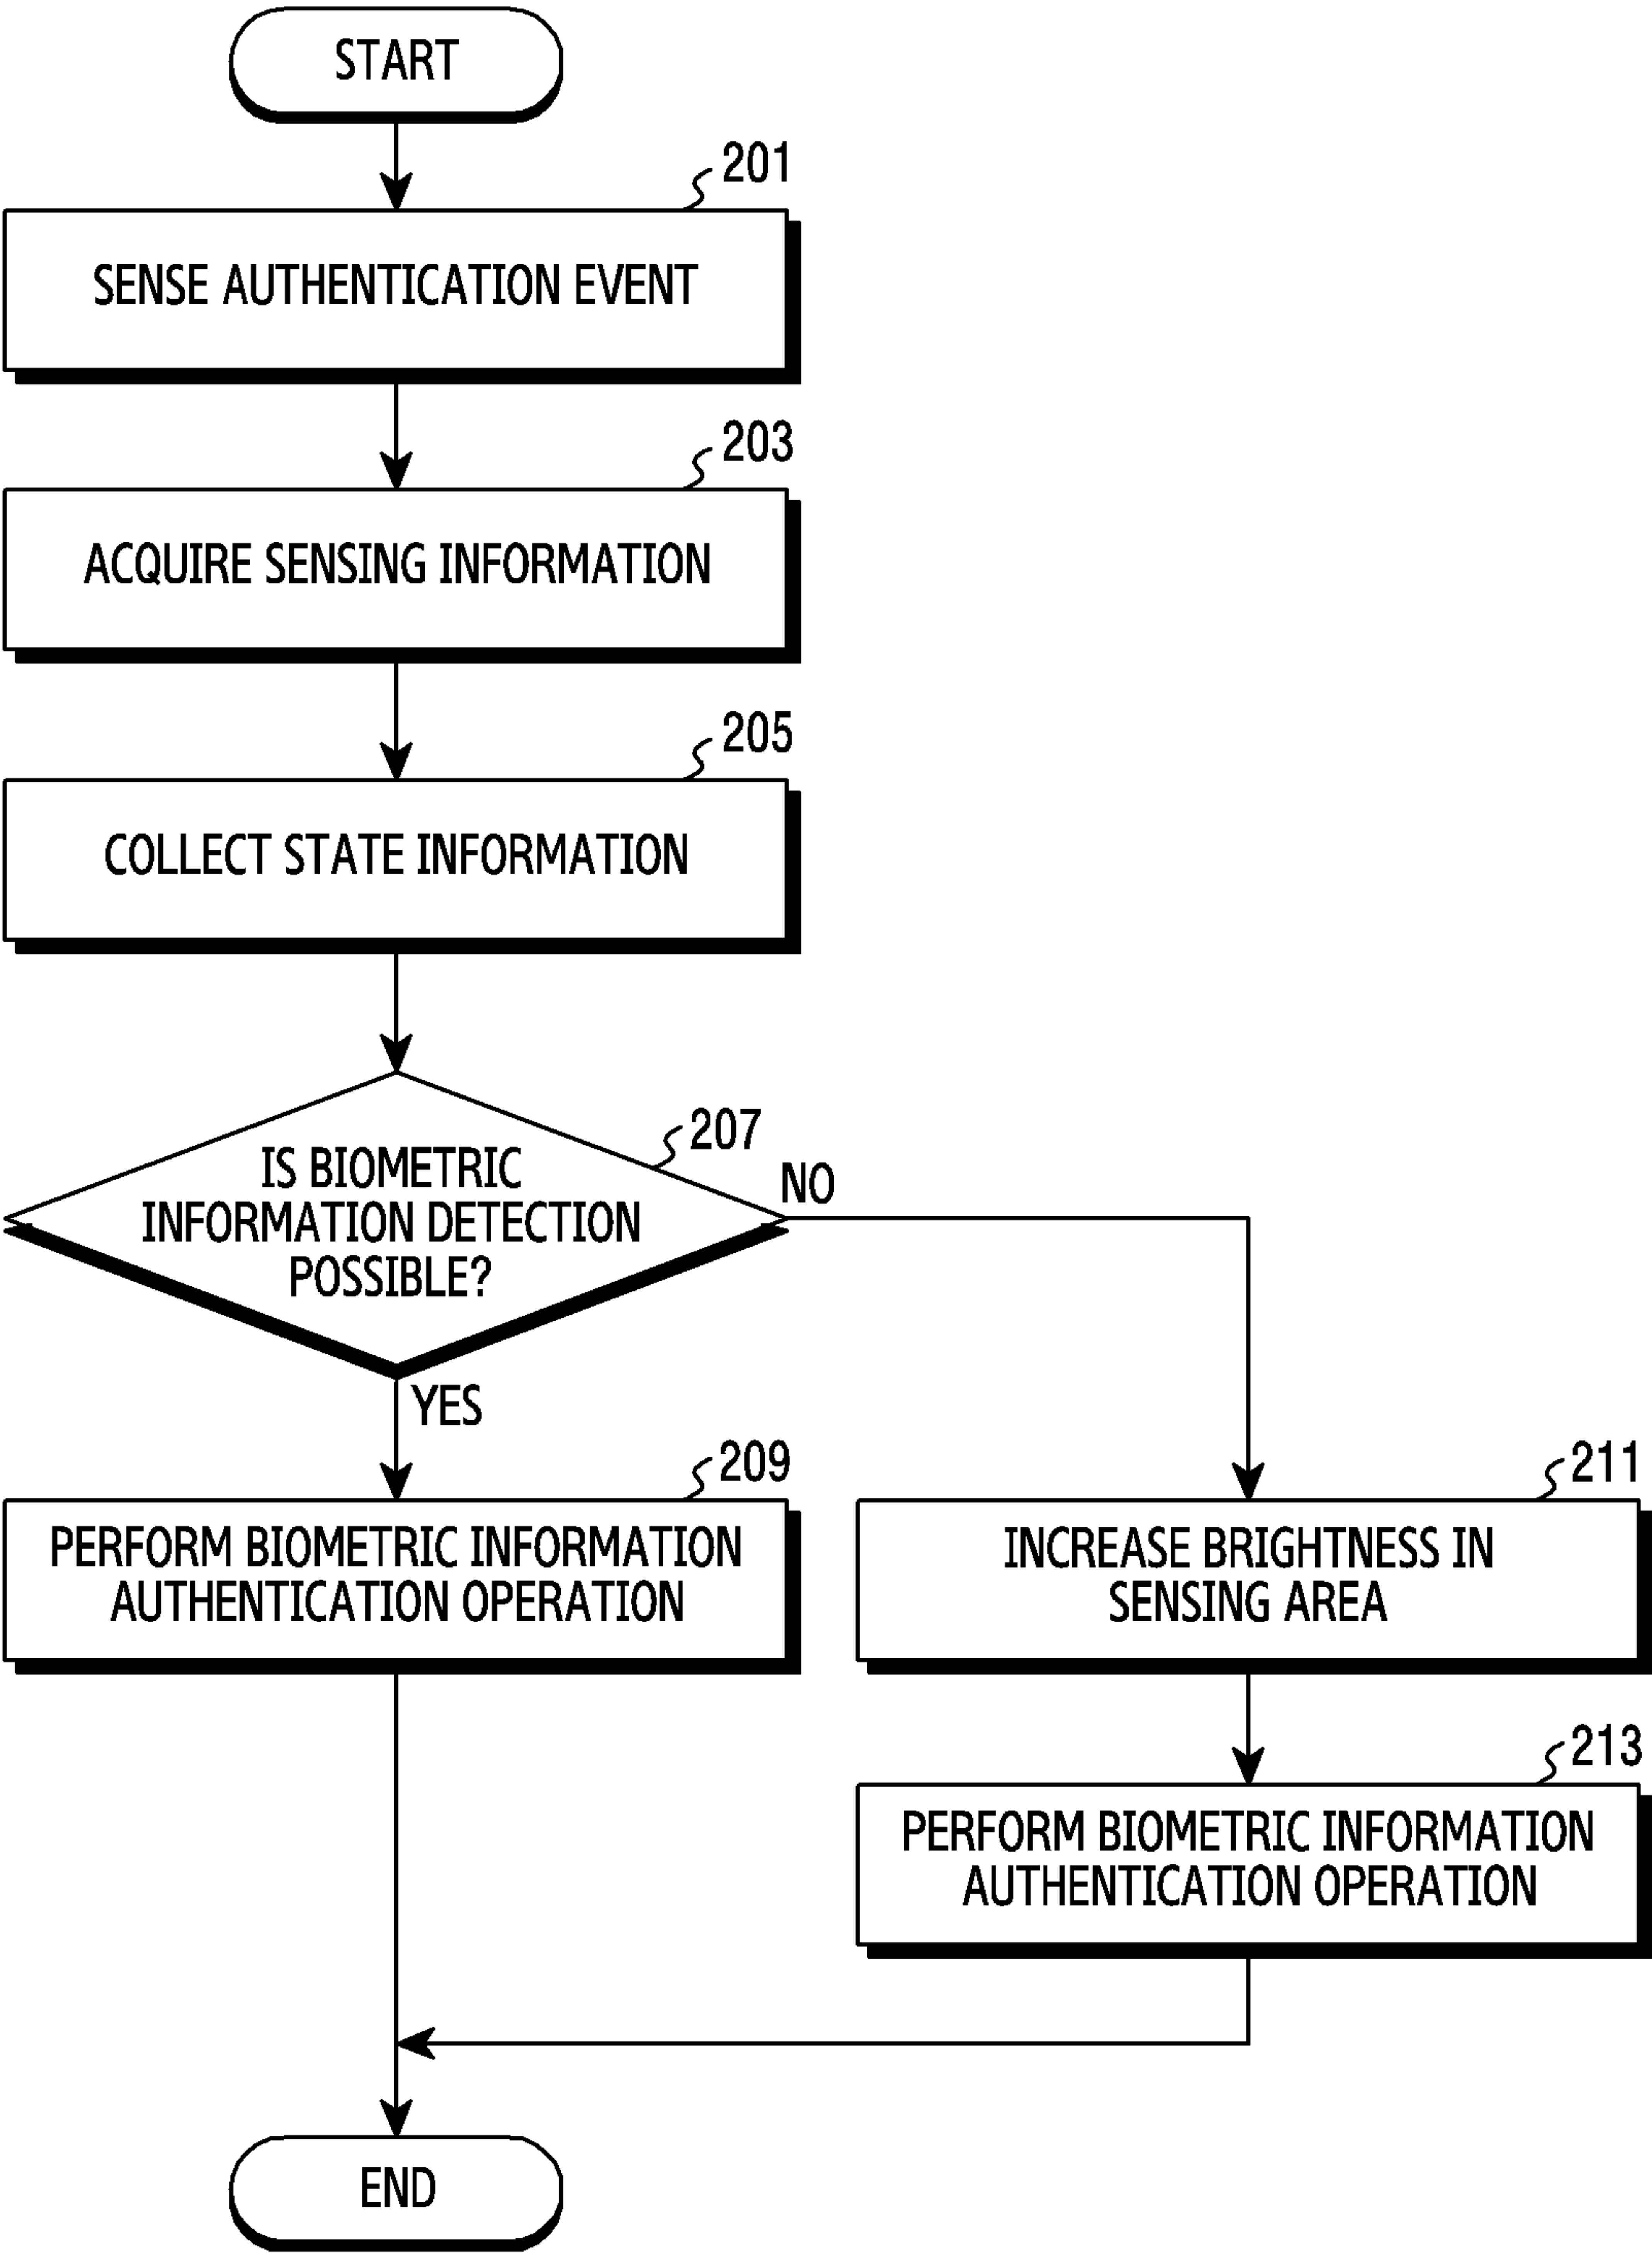 START
201
SENSE AUTHENTICATION EVENT
203
ACQUIRE SENSING INFORMATION
205
COLLECT STATE INFORMATION
207
IS BIOMETRIC
INFORMATION DETECTION
POSSIBLE?
NO
YES
209
PERFORM BIOMETRIC INFORMATION
AUTHENTICATION OPERATION
211
INCREASE BRIGHTNESS IN
SENSING AREA
213
PERFORM BIOMETRIC INFORMATION
AUTHENTICATION OPERATION
END